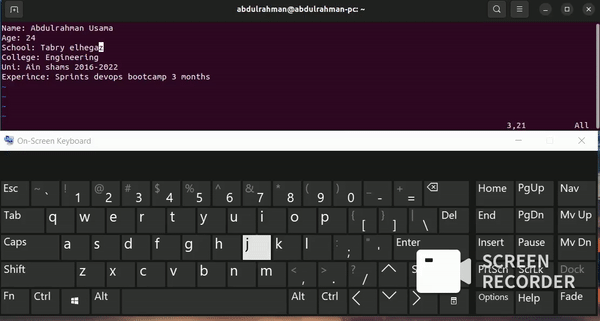 abdulrahman@abdulrahman-pc: ~
Name: Abdulrahman Usama
Age: 24
School: Tabry elhegaz
College: Engineering
Uni: Ain shams 2016-2022
Experince: Sprints devops bootcamp 3 months
~
~
~
3,21 All
On-Screen Keyboard
Esc ~ ` ! 1 @ 2 # 3 $ 4 % 5 ^ 6 & 7 * 8 ( 9 ) 0 _ - + = Home PgUp Nav
Tab q w e r t y u i o p { [ } ] | \ Del End PgDn Mv Up
Caps a s d f g h j k l : ; " ' Enter Insert Pause Mv Dn
Shift z x c v b n m < , > . ? / PrtScn ScrLk Dock
Fn Ctrl Alt Alt Ctrl Options Help Fade
SCREEN
RECORDER